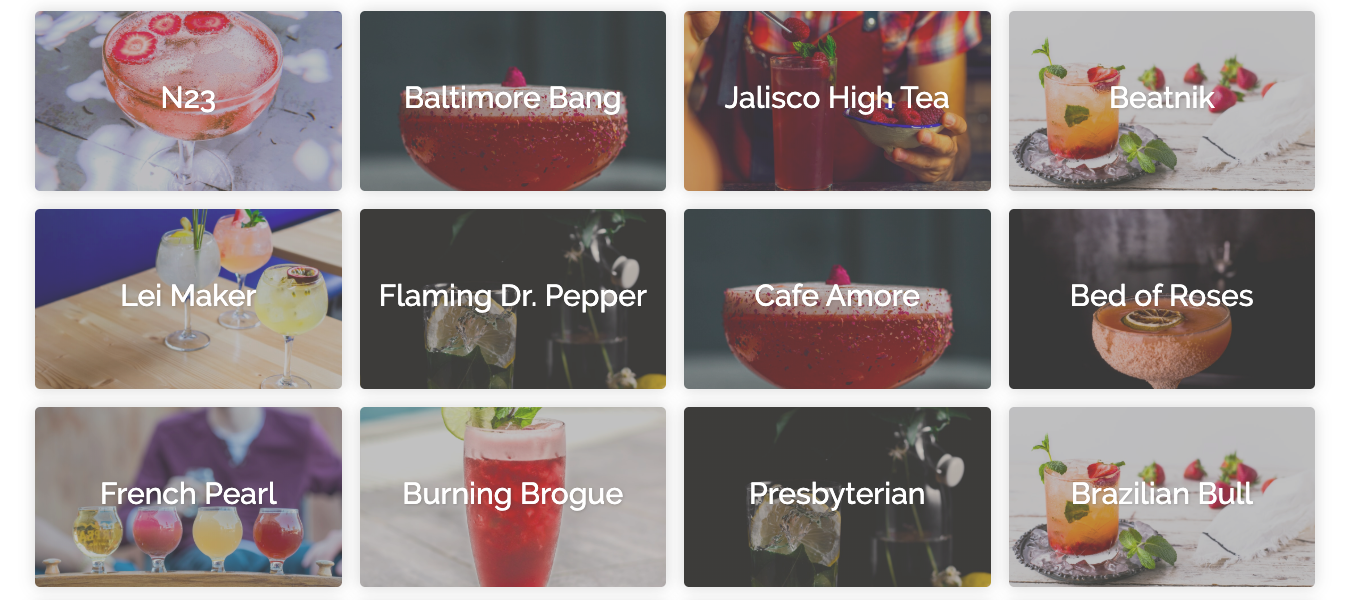 N23
Baltimore Bang
Jalisco High Tea
Beatnik
Lei Maker
Flaming Dr. Pepper
Cafe Amore
Bed of Roses
French Pearl
Burning Brogue
Presbyterian
Brazilian Bull